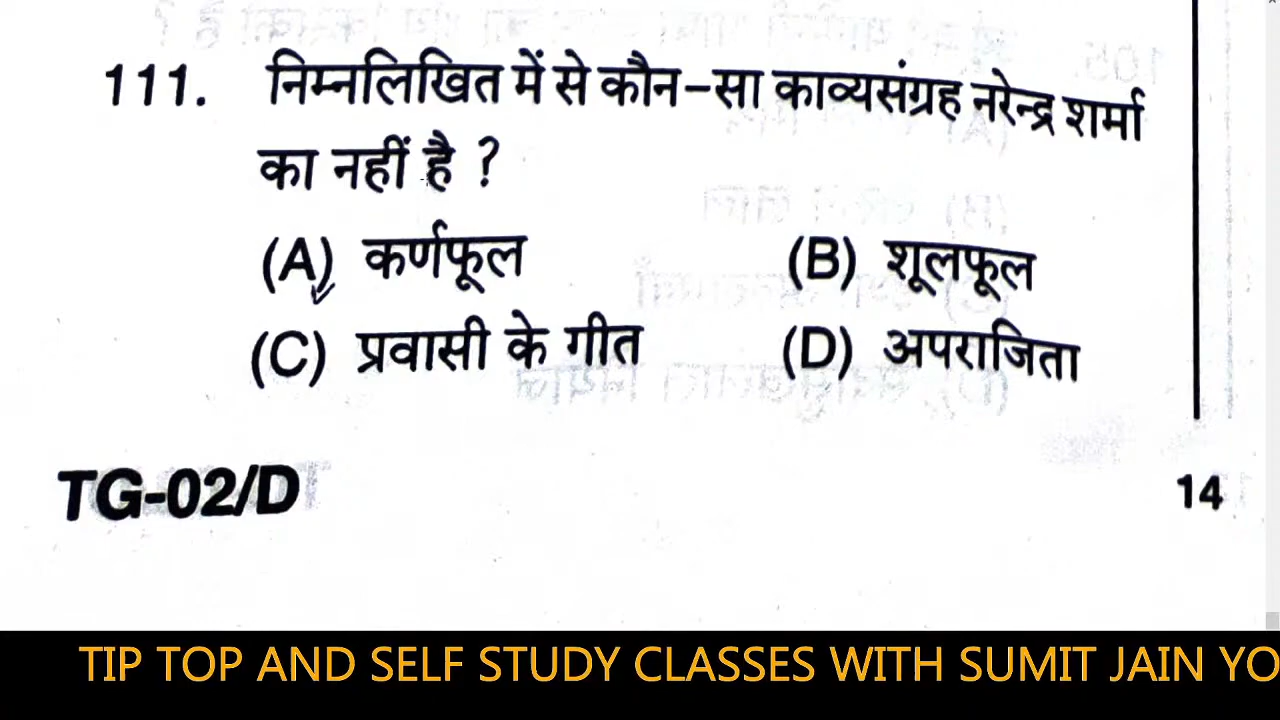 111. निम्नलिखित में से कौन-सा काव्यसंग्रह नरेन्द्र शर्मा
का नहीं है ?
(A) कर्णफूल (B) शूलफूल
(C) प्रवासी के गीत (D) अपराजिता
TG-02/D 14
TIP TOP AND SELF STUDY CLASSES WITH SUMIT JAIN YO